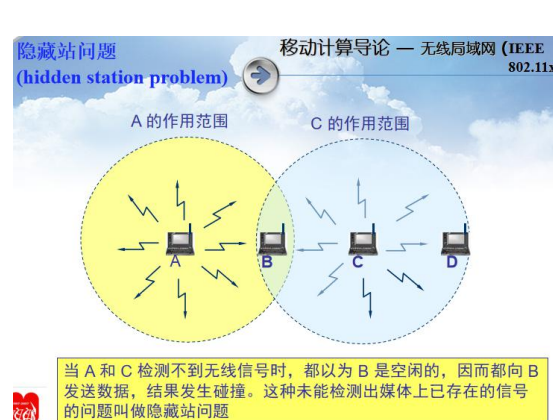 隐藏站问题
(hidden station problem)
移动计算导论 — 无线局域网 (IEEE
802.11x
A 的作用范围
C 的作用范围
A
B
C
D
当 A 和 C 检测不到无线信号时，都以为 B 是空闲的，因而都向 B
发送数据，结果发生碰撞。这种未能检测出媒体上已存在的信号
的问题叫做隐藏站问题